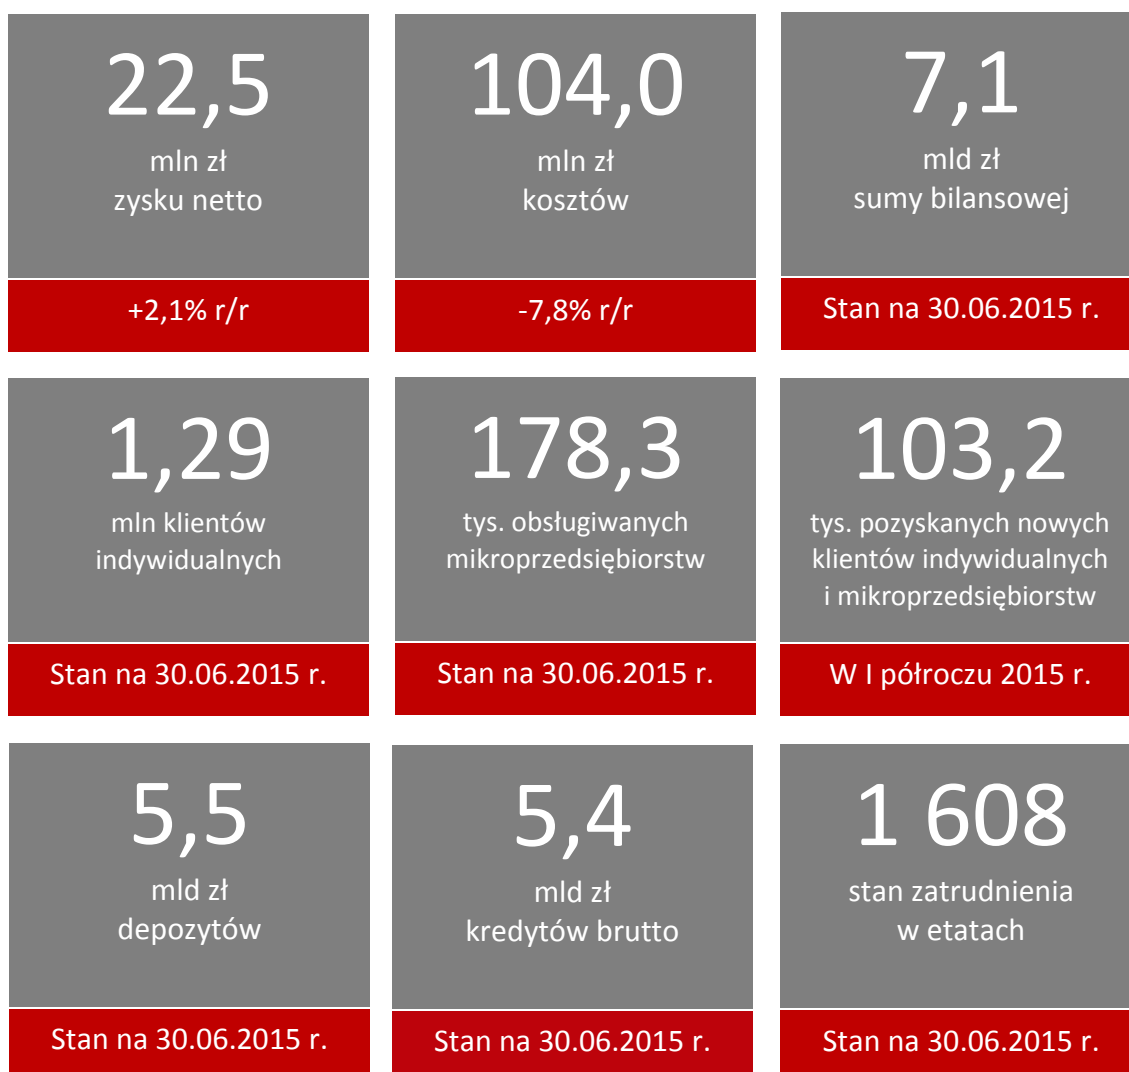 22,5
mln zł
zysku netto
+2,1% r/r
104,0
mln zł
kosztów
-7,8% r/r
7,1
mld zł
sumy bilansowej
Stan na 30.06.2015 r.
1,29
mln klientów
indywidualnych
Stan na 30.06.2015 r.
178,3
tys. obsługiwanych
mikroprzedsiębiorstw
Stan na 30.06.2015 r.
103,2
tys. pozyskanych nowych
klientów indywidualnych
i mikroprzedsiębiorstw
W I półroczu 2015 r.
5,5
mld zł
depozytów
Stan na 30.06.2015 r.
5,4
mld zł
kredytów brutto
Stan na 30.06.2015 r.
1 608
stan zatrudnienia
w etatach
Stan na 30.06.2015 r.